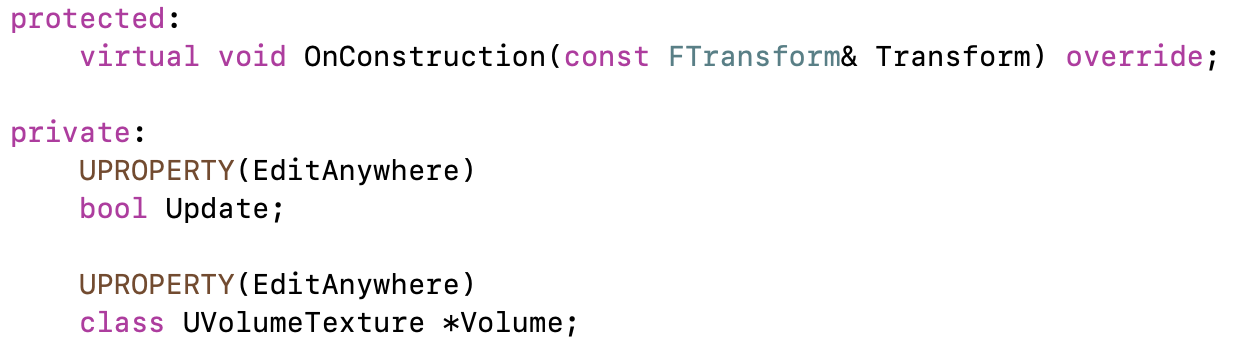 protected:
    virtual void OnConstruction(const FTransform& Transform) override;

private:
    UPROPERTY(EditAnywhere)
    bool Update;

    UPROPERTY(EditAnywhere)
    class UVolumeTexture *Volume;